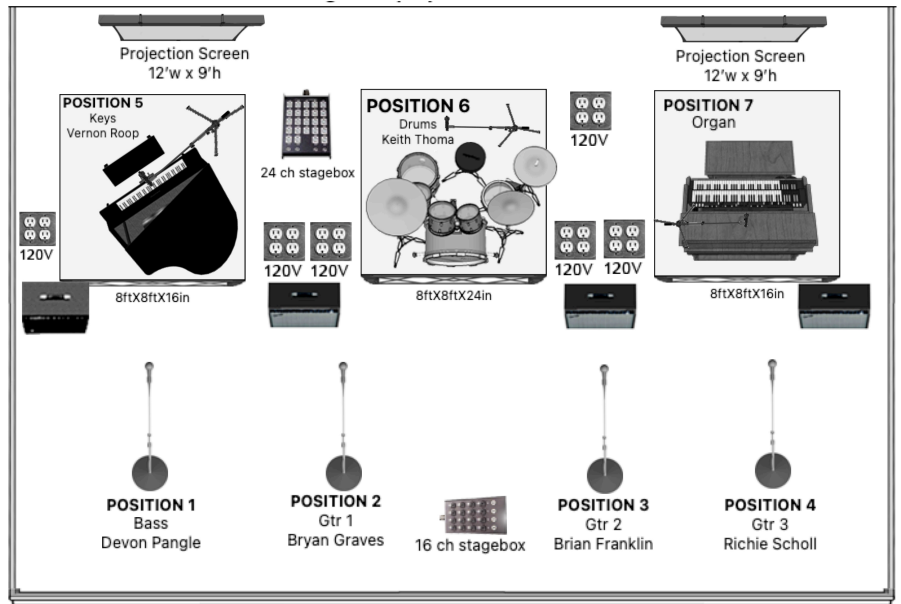 Projection Screen
12'w x 9'h
Projection Screen
12'w x 9'h
POSITION 5
Keys
Vernon Roop
24 ch stagebox
POSITION 6
Drums
Keith Thoma
120V
POSITION 7
Organ
120V
120V
120V
120V
120V
8ftX8ftX16in
8ftX8ftX24in
8ftX8ftX16in
POSITION 1
Bass
Devon Pangle
POSITION 2
Gtr 1
Bryan Graves
16 ch stagebox
POSITION 3
Gtr 2
Brian Franklin
POSITION 4
Gtr 3
Richie Scholl